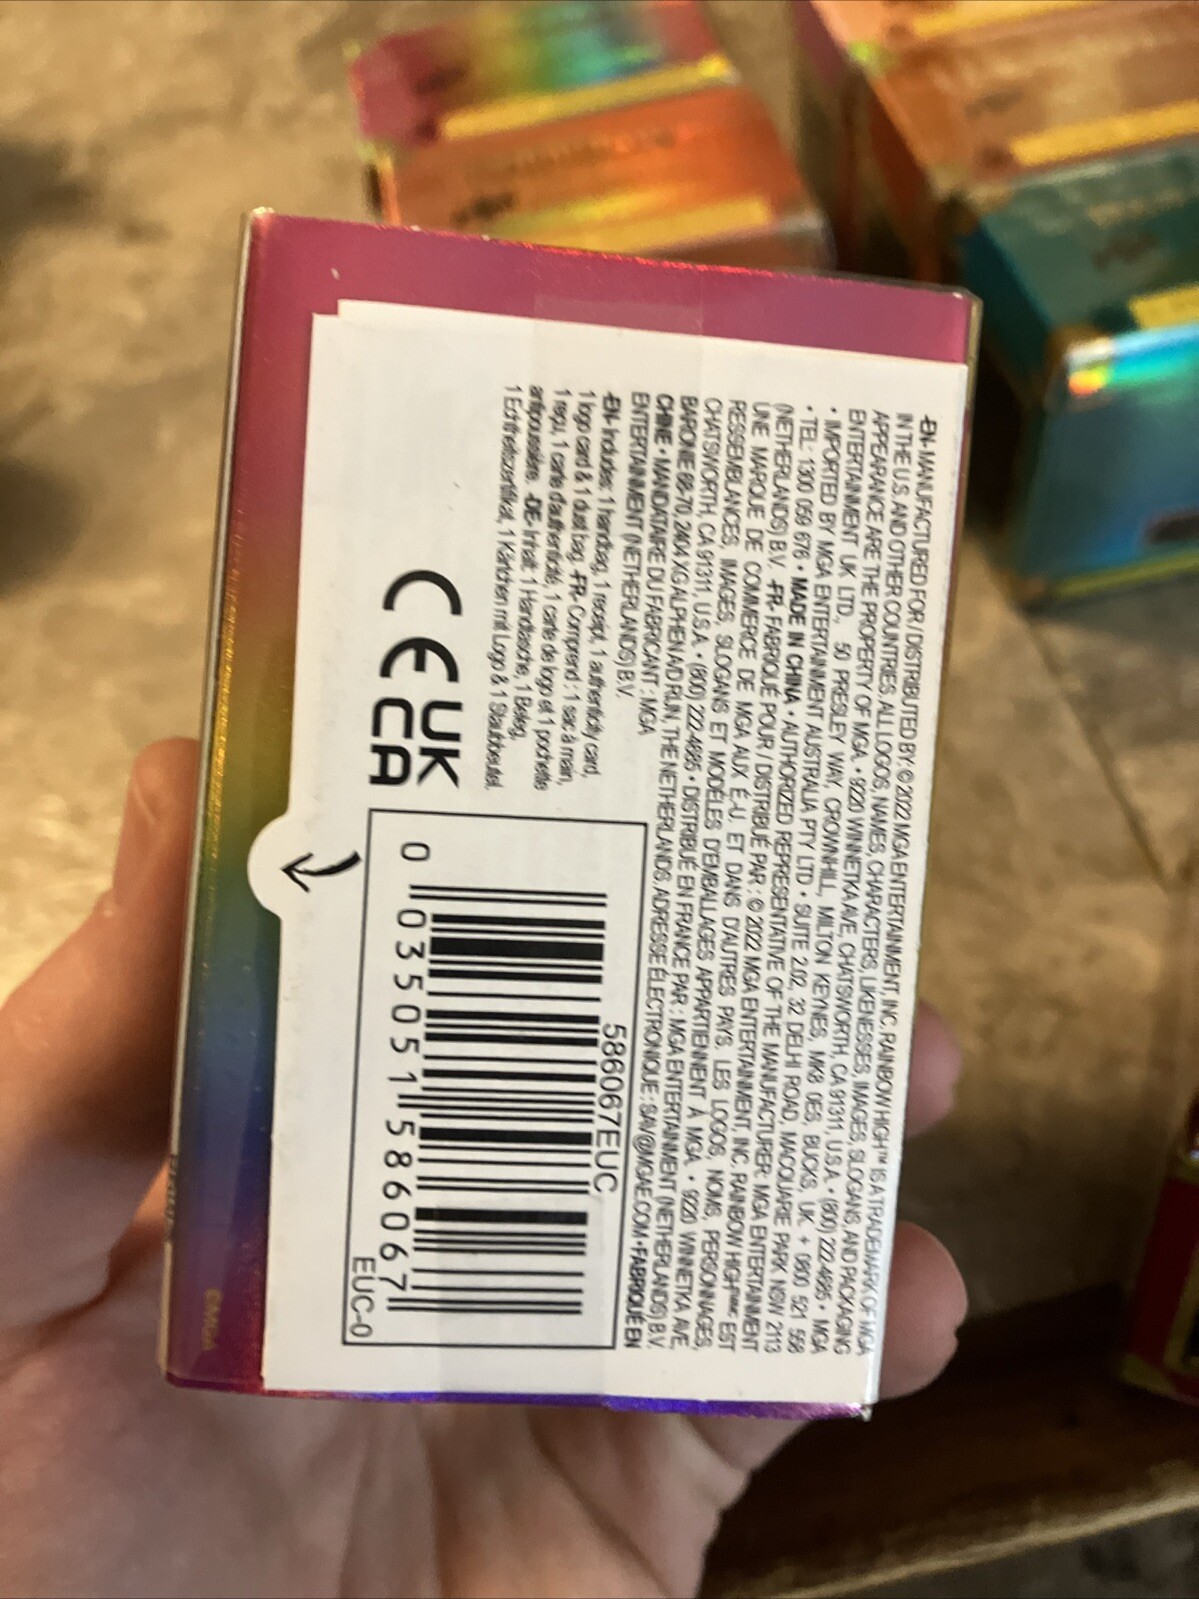 -EN- MANUFACTURED FOR / DISTRIBUTED BY: © 2022 MGA ENTERTAINMENT, INC. RAINBOW HIGH™ IS A TRADEMARK OF MGA
IN THE U.S. AND OTHER COUNTRIES. ALL LOGOS, NAMES, CHARACTERS, LIKENESSES, IMAGES, SLOGANS, AND PACKAGING
APPEARANCE ARE THE PROPERTY OF MGA. • 9220 WINNETKA AVE, CHATSWORTH, CA 91311, U.S.A. • (800) 222-4685 • MGA
ENTERTAINMENT UK LTD., 50 PRESLEY WAY, CROWNHILL, MILTON KEYNES, MK8 0ES, BUCKS, UK. + 0800 521 558
• IMPORTED BY MGA ENTERTAINMENT AUSTRALIA PTY LTD • SUITE 2.02, 32 DELHI ROAD, MACQUARIE PARK NSW 2113
• TEL: 1300 059 676 • MADE IN CHINA • AUTHORIZED REPRESENTATIVE OF THE MANUFACTURER: MGA ENTERTAINMENT
(NETHERLANDS) B.V. -FR- FABRIQUÉ POUR / DISTRIBUÉ PAR : © 2022 MGA ENTERTAINMENT, INC. RAINBOW HIGH EST
UNE MARQUE DE COMMERCE DE MGA AUX É.-U. ET DANS D'AUTRES PAYS. LES LOGOS, NOMS, PERSONNAGES,
RESSEMBLANCES, IMAGES, SLOGANS ET MODÈLES D'EMBALLAGES APPARTIENNENT À MGA. • 9220 WINNETKA AVE,
CHATSWORTH, CA 91311, U.S.A. • (800) 222-4685 • DISTRIBUÉ EN FRANCE PAR : MGA ENTERTAINMENT (NETHERLANDS) B.V.
BARONIE 68-70, 2404 XG ALPHEN A/D RIJN, THE NETHERLANDS. ADRESSE ÉLECTRONIQUE : SAV@MGAE.COM • FABRIQUÉ EN
CHINE • MANDATAIRE DU FABRICANT : MGA
ENTERTAINMENT (NETHERLANDS) B.V.
-EN- Includes: 1 handbag, 1 receipt, 1 authenticity card,
1 logo card & 1 dust bag. -FR- Comprend : 1 sac à main,
1 reçu, 1 carte d'authenticité, 1 carte de logo et 1 pochette
antipoussière. -DE- Inhalt: 1 Handtasche, 1 Beleg,
1 Echtheitszertifikat, 1 Kärtchen mit Logo & 1 Staubbeutel.
CE
UK
CA
586067EUC
0 035051 586067
EUC-0
©MGA